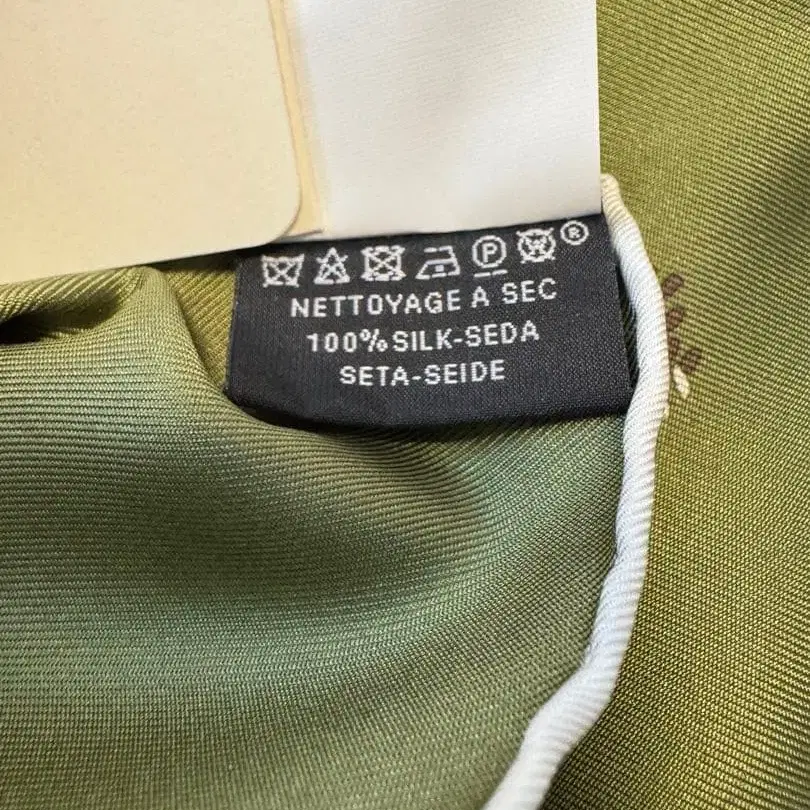 P W ®
NETTOYAGE A SEC
100% SILK-SEDA
SETA-SEIDE